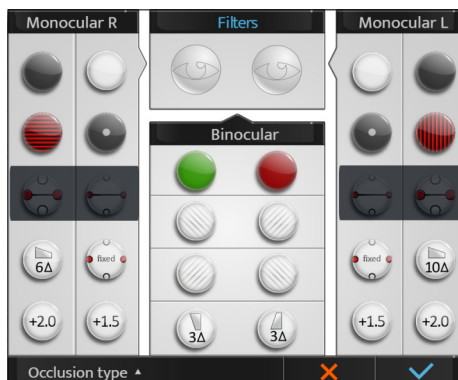 Monocular R
Filters
Monocular L
Binocular
6Δ
fixed
fixed
10Δ
+2.0
+1.5
3Δ
3Δ
+1.5
+2.0
Occlusion type